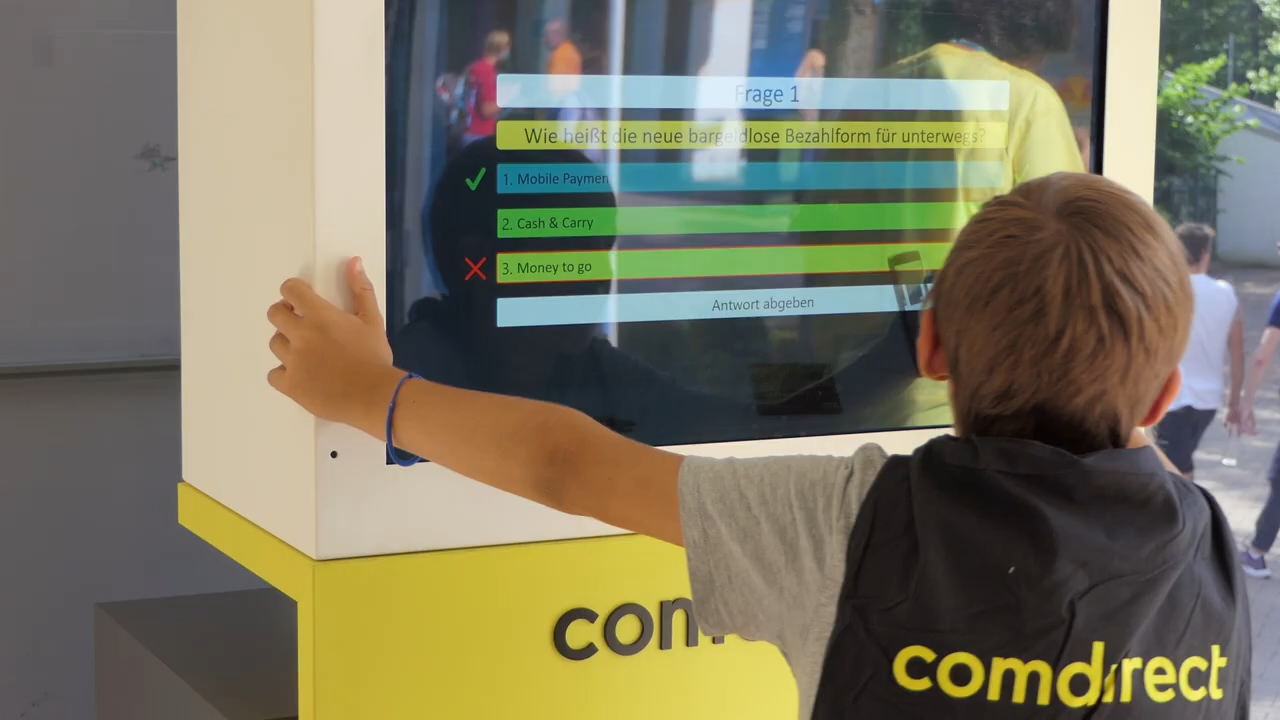 Frage 1
Wie heißt die neue bargeldlose Bezahlform für unterwegs?
1. Mobile Paymen
2. Cash & Carry
3. Money to go
Antwort abgeben
com
comdirect